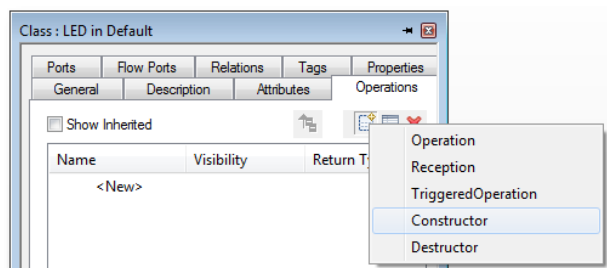 Class : LED in Default
Ports Flow Ports Relations Tags Properties
General Description Attributes Operations
Show Inherited
Name Visibility Return T
<New>
Operation
Reception
TriggeredOperation
Constructor
Destructor